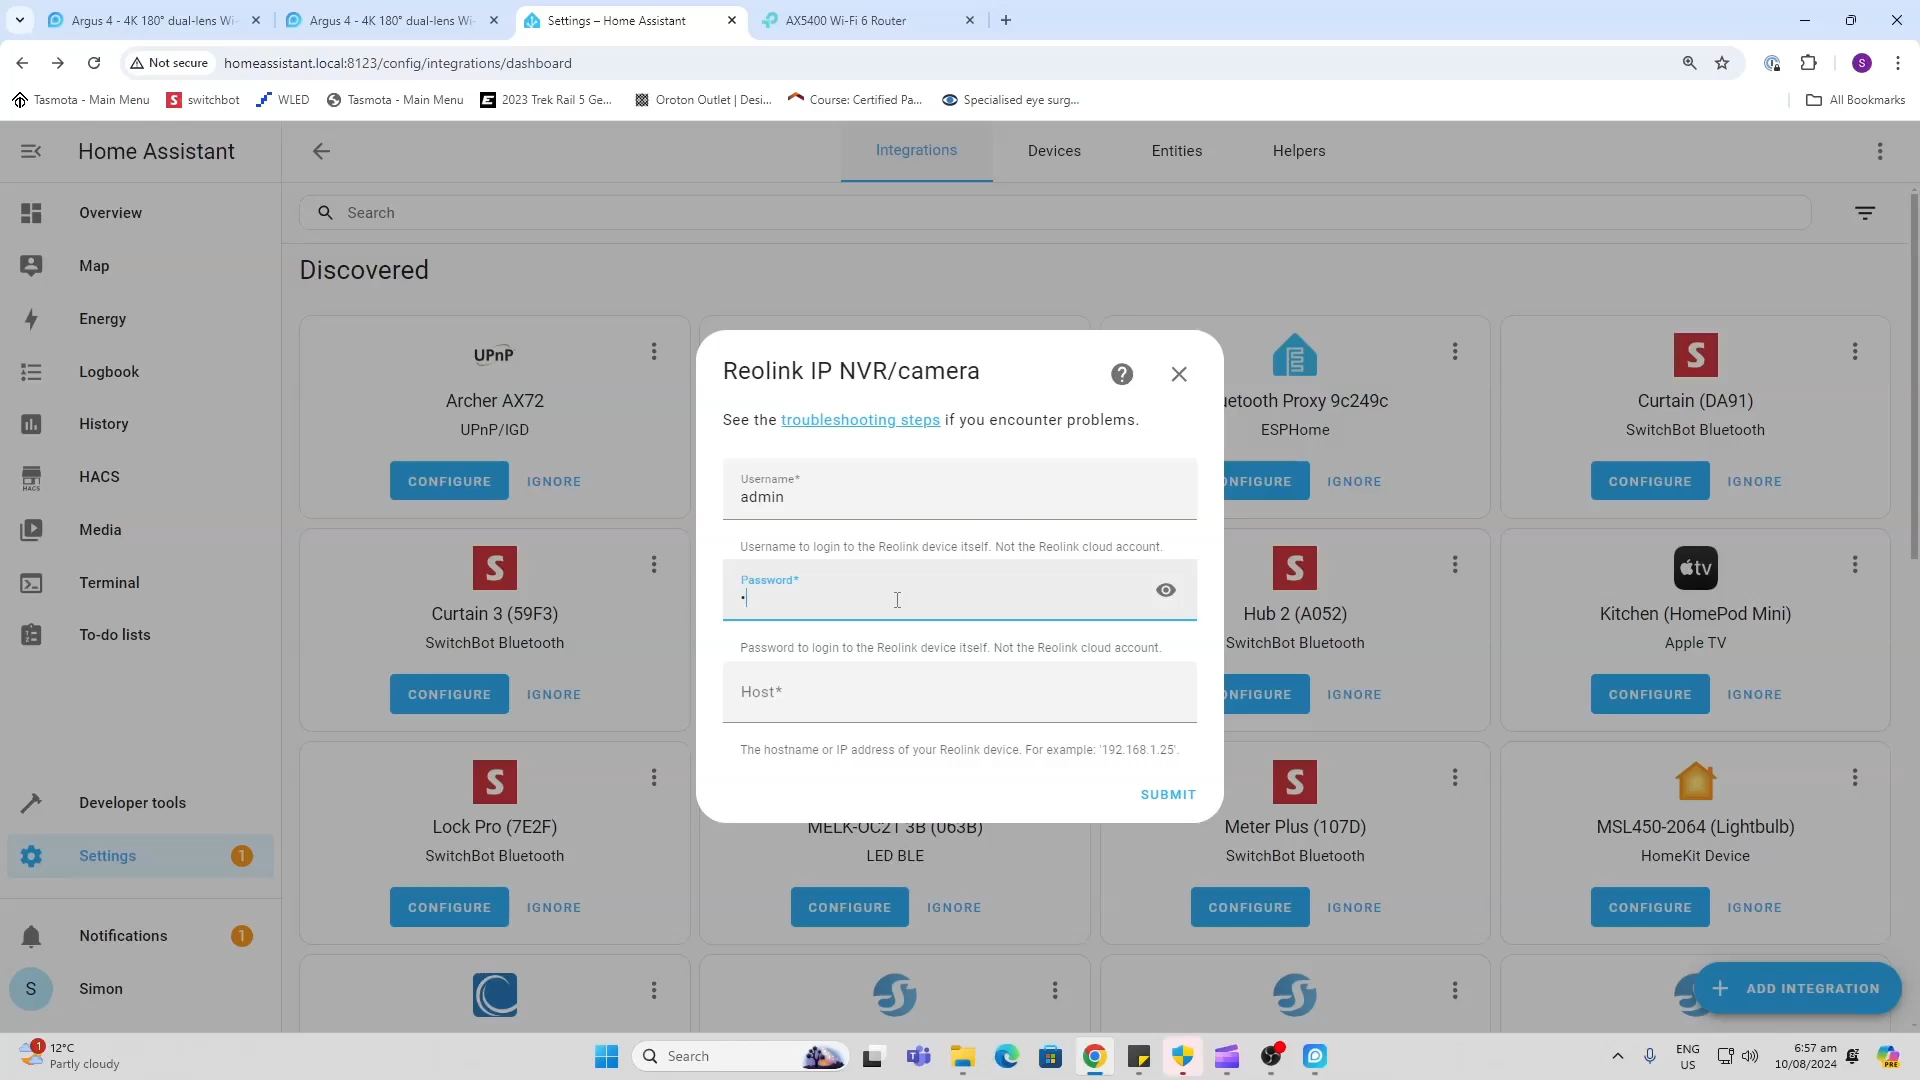 Argus 4 - 4K 180° dual-lens Wi-
Argus 4 - 4K 180° dual-lens Wi-
Settings – Home Assistant
AX5400 Wi-Fi 6 Router
Not secure
homeassistant.local:8123/config/integrations/dashboard
S
Tasmota - Main Menu
switchbot
WLED
Tasmota - Main Menu
2023 Trek Rail 5 Ge...
Oroton Outlet | Desi...
Course: Certified Pa...
Specialised eye surg...
All Bookmarks
Home Assistant
Integrations
Devices
Entities
Helpers
Overview
Map
Energy
Logbook
History
HACS
HACS
Media
Terminal
To-do lists
Developer tools
Settings
1
Notifications
1
S
Simon
Search
Discovered
UPnP
Archer AX72
UPnP/IGD
CONFIGURE
IGNORE
uetooth Proxy 9c249c
ESPHome
ONFIGURE
IGNORE
S
Curtain (DA91)
SwitchBot Bluetooth
CONFIGURE
IGNORE
S
Curtain 3 (59F3)
SwitchBot Bluetooth
CONFIGURE
IGNORE
S
Hub 2 (A052)
SwitchBot Bluetooth
ONFIGURE
IGNORE
tv
Kitchen (HomePod Mini)
Apple TV
CONFIGURE
IGNORE
S
Lock Pro (7E2F)
SwitchBot Bluetooth
CONFIGURE
IGNORE
MELK-OC21 3B (063B)
LED BLE
CONFIGURE
IGNORE
S
Meter Plus (107D)
SwitchBot Bluetooth
CONFIGURE
IGNORE
MSL450-2064 (Lightbulb)
HomeKit Device
CONFIGURE
IGNORE
ADD INTEGRATION
Reolink IP NVR/camera
See the troubleshooting steps if you encounter problems.
Username*
admin
Username to login to the Reolink device itself. Not the Reolink cloud account.
Password*
•
Password to login to the Reolink device itself. Not the Reolink cloud account.
Host*
The hostname or IP address of your Reolink device. For example: '192.168.1.25'.
SUBMIT
1
12°C
Partly cloudy
Search
ENG
US
6:57 am
10/08/2024
PRE